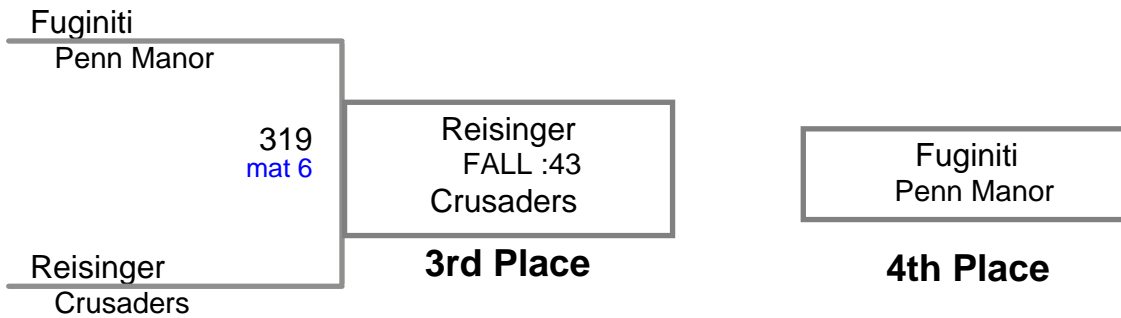 Fuginiti
Penn Manor
319
mat 6
Reisinger
Crusaders
Reisinger
FALL :43
Crusaders
3rd Place
Fuginiti
Penn Manor
4th Place